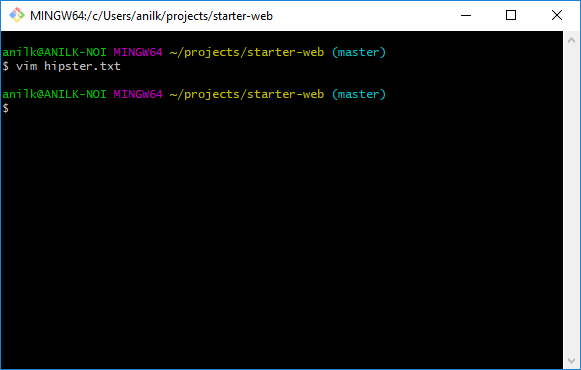 MINGW64:/c/Users/anilk/projects/starter-web
anilk@ANILK-NOI MINGW64 ~/projects/starter-web (master)
$ vim hipster.txt
anilk@ANILK-NOI MINGW64 ~/projects/starter-web (master)
$